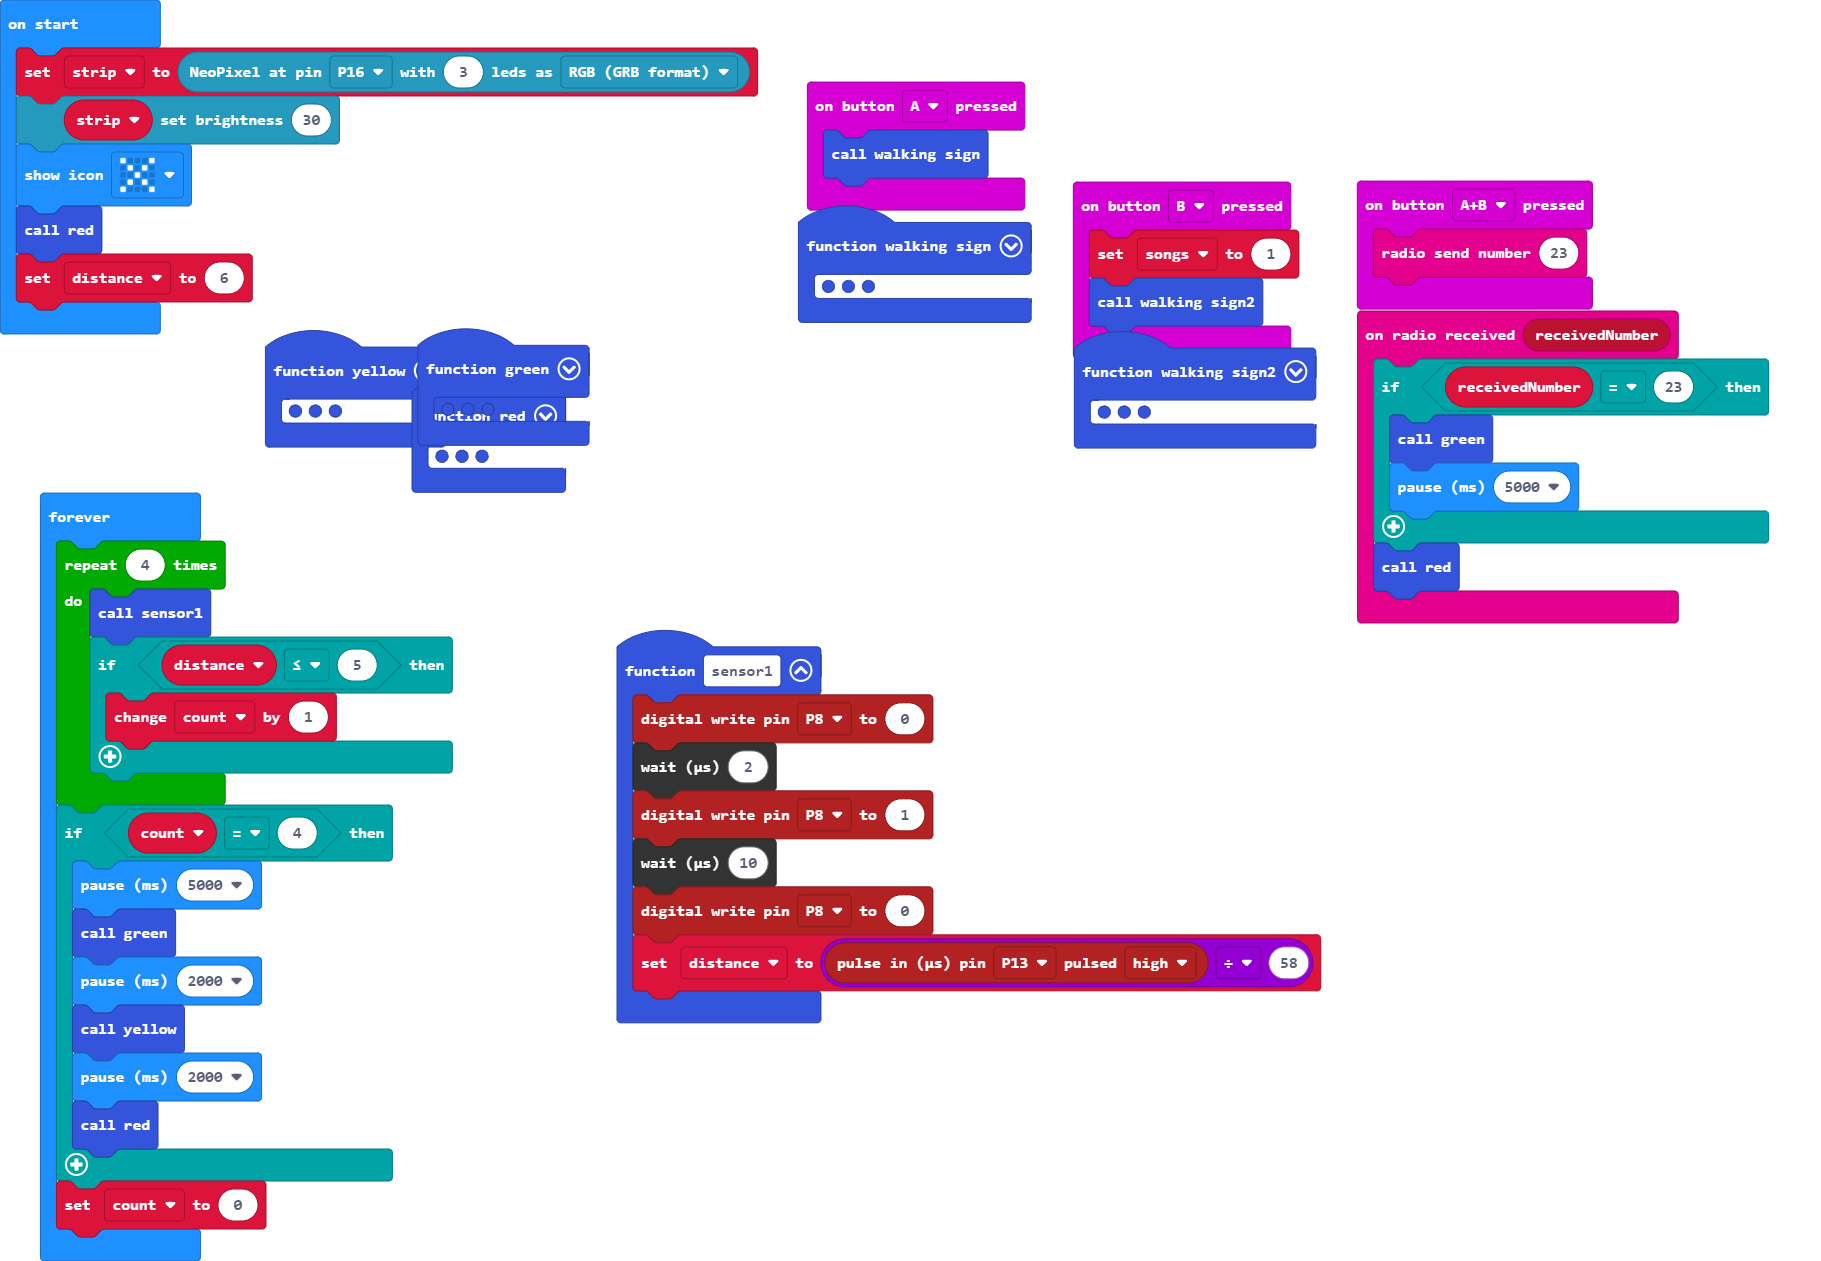 on start
set strip to NeoPixel at pin P16 with 3 leds as RGB (GRB format)
strip set brightness 30
show icon
call red
set distance to 6
function yellow
function green
nction red
on button A pressed
call walking sign
function walking sign
on button B pressed
set songs to 1
call walking sign2
function walking sign2
on button A+B pressed
radio send number 23
on radio received receivedNumber
if receivedNumber = 23 then
call green
pause (ms) 5000
call red
forever
repeat 4 times
do
call sensor1
if distance ≤ 5 then
change count by 1
if count = 4 then
pause (ms) 5000
call green
pause (ms) 2000
call yellow
pause (ms) 2000
call red
set count to 0
function sensor1
digital write pin P8 to 0
wait (µs) 2
digital write pin P8 to 1
wait (µs) 10
digital write pin P8 to 0
set distance to pulse in (µs) pin P13 pulsed high ÷ 58